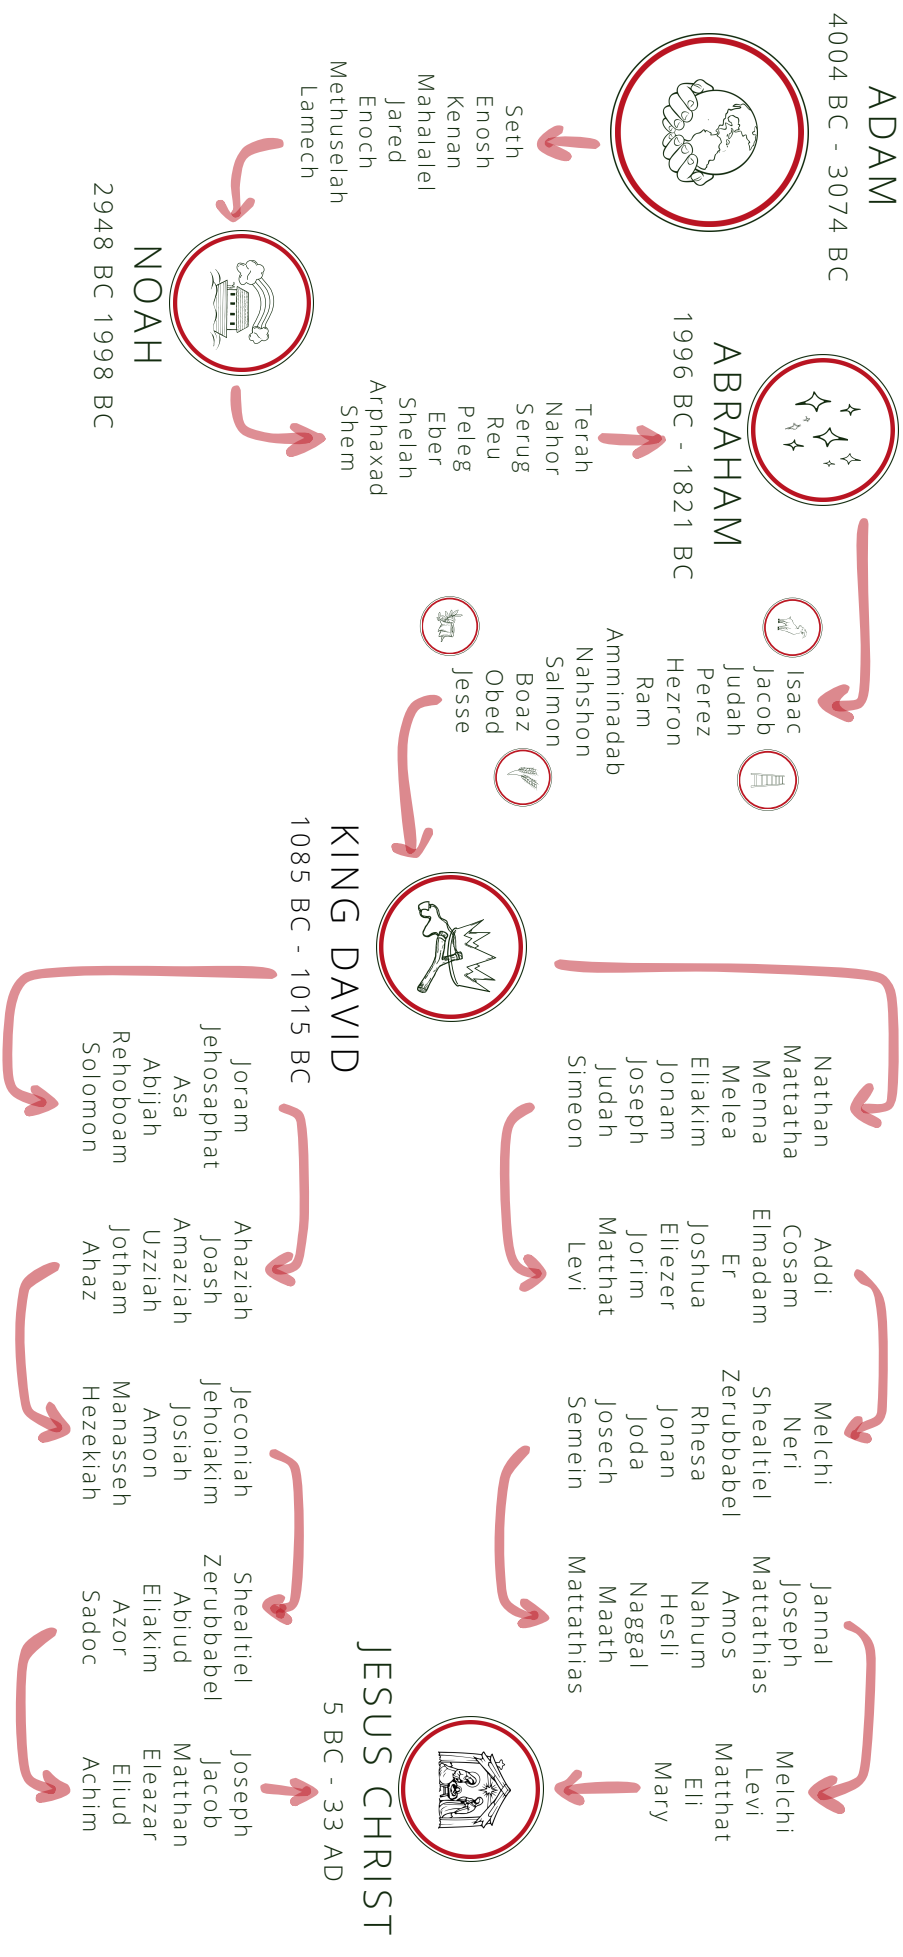 ADAM
4004 BC - 3074 BC
Seth
Enosh
Kenan
Mahalalel
Jared
Enoch
Methuselah
Lamech
NOAH
2948 BC 1998 BC
Terah
Nahor
Serug
Reu
Peleg
Eber
Shelah
Arphaxad
Shem
ABRAHAM
1996 BC - 1821 BC
Isaac
Jacob
Judah
Perez
Hezron
Ram
Amminadab
Nahshon
Salmon
Boaz
Obed
Jesse
KING DAVID
1085 BC - 1015 BC
Nathan
Mattatha
Menna
Melea
Eliakim
Jonam
Joseph
Judah
Simeon
Addi
Cosam
Elmadam
Er
Joshua
Eliezer
Jorim
Matthat
Levi
Melchi
Neri
Shealtiel
Zerubbabel
Rhesa
Jonan
Joda
Josech
Semein
Jannal
Joseph
Mattathias
Amos
Nahum
Hesli
Naggal
Maath
Mattathias
Melchi
Levi
Matthat
Eli
Mary
Joram
Jehosaphat
Asa
Abijah
Rehoboam
Solomon
Ahaziah
Joash
Amaziah
Uzziah
Jotham
Ahaz
Jeconiah
Jehoiakim
Josiah
Amon
Manasseh
Hezekiah
Shealtiel
Zerubbabel
Abiud
Eliakim
Azor
Sadoc
Joseph
Jacob
Matthan
Eleazar
Eliud
Achim
JESUS CHRIST
5 BC - 33 AD